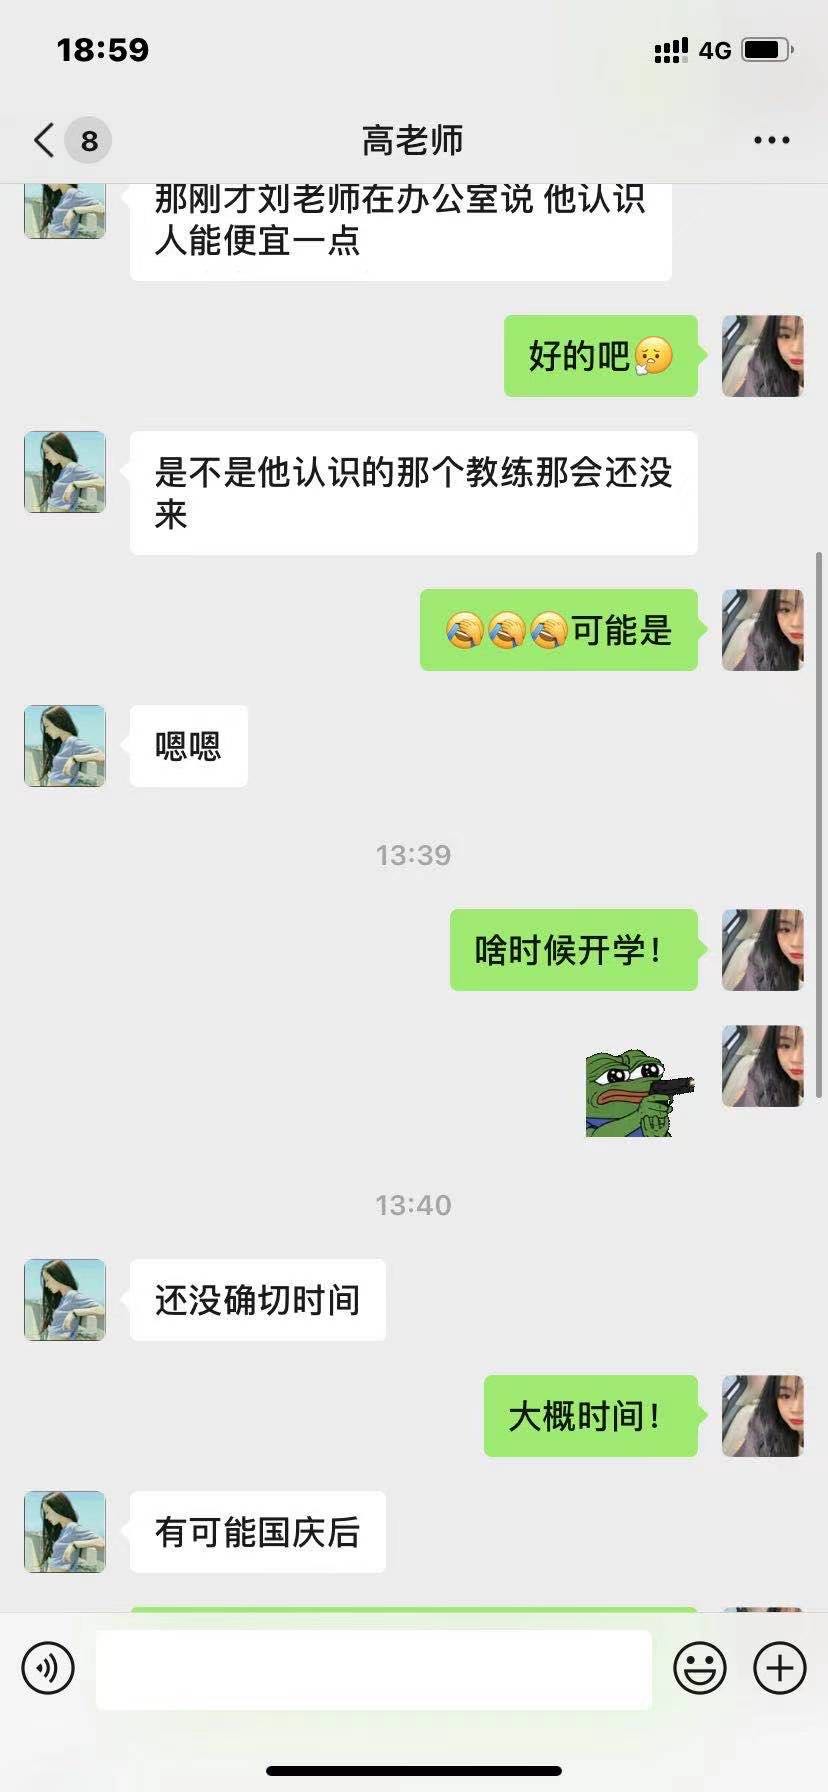 18:59
4G
8
高老师
那刚才刘老师在办公室说 他认识
人能便宜一点
好的吧
是不是他认识的那个教练那会还没
来
可能是
嗯嗯
13:39
啥时候开学！
13:40
还没确切时间
大概时间！
有可能国庆后